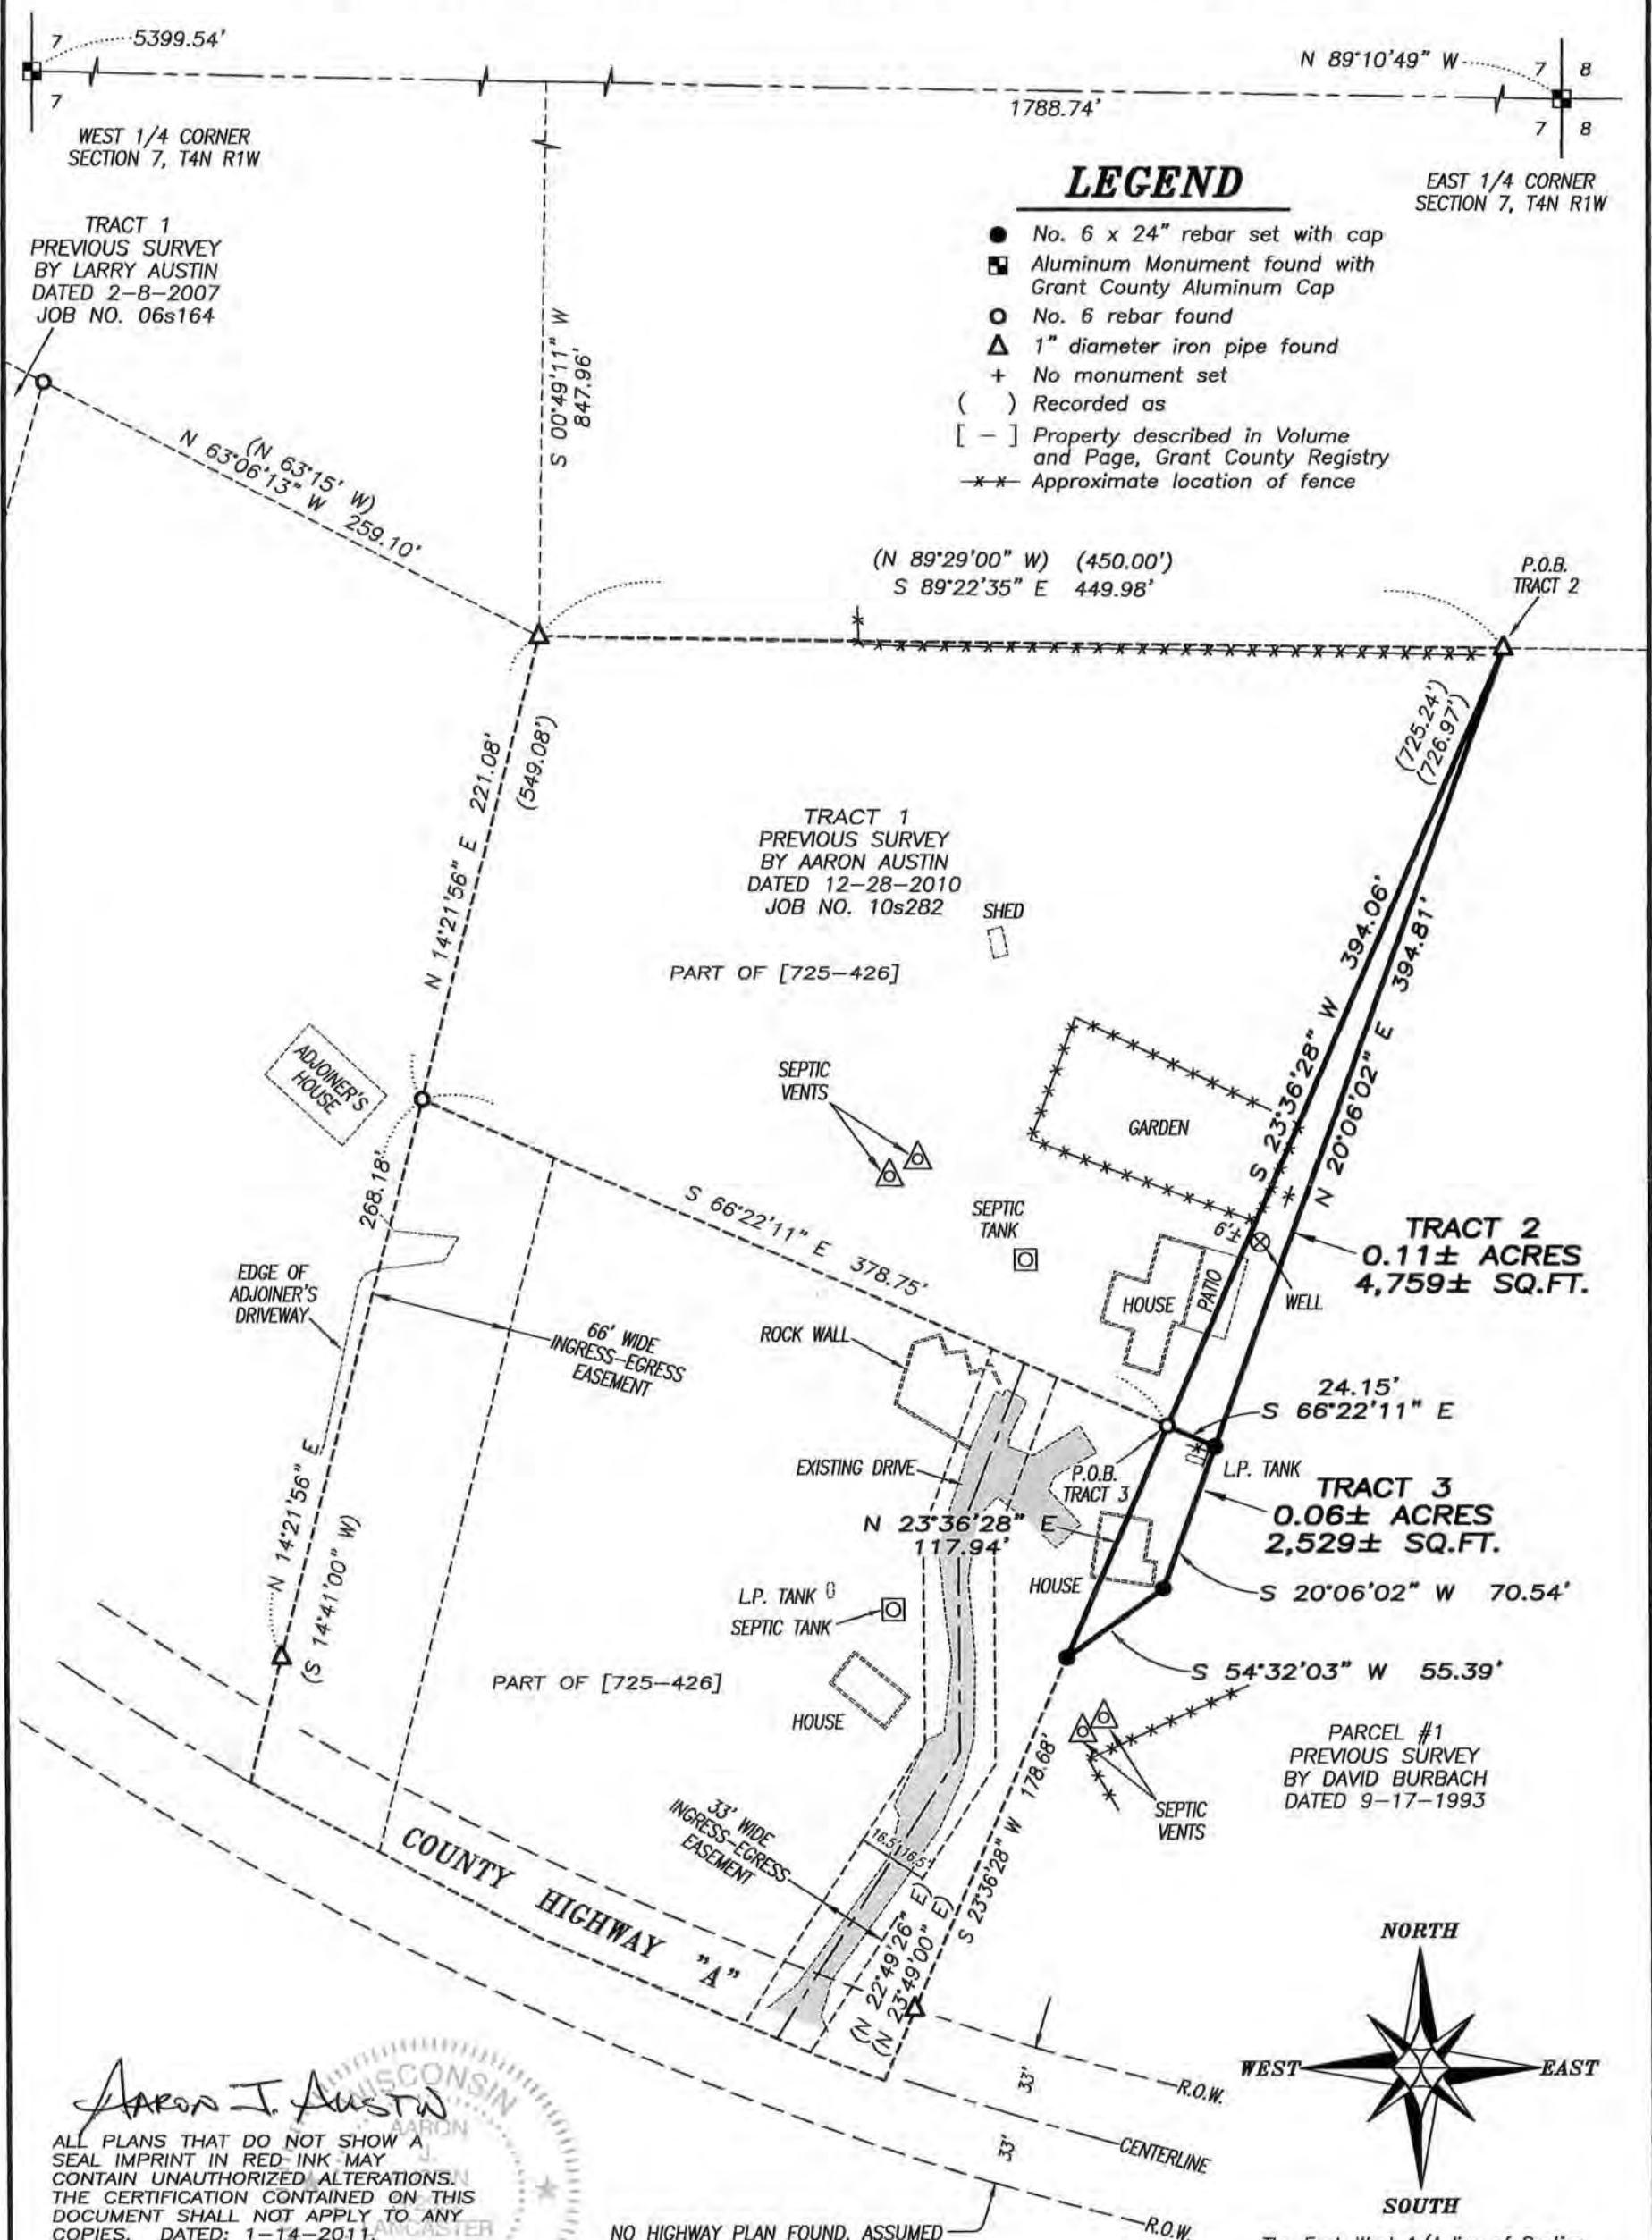 7
5399.54'
N 89°10'49" W
7
8
7
1788.74'
7
8
WEST 1/4 CORNER
SECTION 7, T4N R1W
EAST 1/4 CORNER
SECTION 7, T4N R1W
LEGEND
No. 6 x 24" rebar set with cap
Aluminum Monument found with
Grant County Aluminum Cap
No. 6 rebar found
1" diameter iron pipe found
+ No monument set
( ) Recorded as
[ - ] Property described in Volume
and Page, Grant County Registry
-x-x- Approximate location of fence
TRACT 1
PREVIOUS SURVEY
BY LARRY AUSTIN
DATED 2-8-2007
JOB NO. 06s164
S 00°49'11" W
847.96'
(N 63°15' W)
N 63°06'13" W 259.10'
(N 89°29'00" W) (450.00')
S 89°22'35" E 449.98'
P.O.B.
TRACT 2
(725.24')
(726.97')
N 14°21'56" E 221.08'
(549.08')
TRACT 1
PREVIOUS SURVEY
BY AARON AUSTIN
DATED 12-28-2010
JOB NO. 10s282
SHED
PART OF [725-426]
S 23°36'28" W 394.06'
N 20°06'02" E 394.81'
ADJOINER'S
HOUSE
SEPTIC
VENTS
GARDEN
268.18'
S 66°22'11" E 378.75'
SEPTIC
TANK
6'±
TRACT 2
0.11± ACRES
4,759± SQ.FT.
EDGE OF
ADJOINER'S
DRIVEWAY
HOUSE
PATIO
WELL
66' WIDE
INGRESS-EGRESS
EASEMENT
ROCK WALL
24.15'
S 66°22'11" E
EXISTING DRIVE
P.O.B.
TRACT 3
L.P. TANK
TRACT 3
0.06± ACRES
2,529± SQ.FT.
N 23°36'28" E
117.94'
N 14°21'56" E
(S 14°41'00" W)
L.P. TANK
SEPTIC TANK
HOUSE
S 20°06'02" W 70.54'
S 54°32'03" W 55.39'
PART OF [725-426]
HOUSE
PARCEL #1
PREVIOUS SURVEY
BY DAVID BURBACH
DATED 9-17-1993
SEPTIC
VENTS
S 23°36'28" W 178.68'
33' WIDE
INGRESS-EGRESS
EASEMENT
16.5'
16.5'
COUNTY HIGHWAY "A"
(N 22°49'26" E)
(N 23°49'00" E)
NORTH
WEST
EAST
SOUTH
33'
33'
R.O.W.
CENTERLINE
R.O.W.
AARON J. AUSTIN
WISCONSIN
AARON
J.
LANCASTER
ALL PLANS THAT DO NOT SHOW A
SEAL IMPRINT IN RED INK MAY
CONTAIN UNAUTHORIZED ALTERATIONS.
THE CERTIFICATION CONTAINED ON THIS
DOCUMENT SHALL NOT APPLY TO ANY
COPIES. DATED: 1-14-2011.
NO HIGHWAY PLAN FOUND, ASSUMED